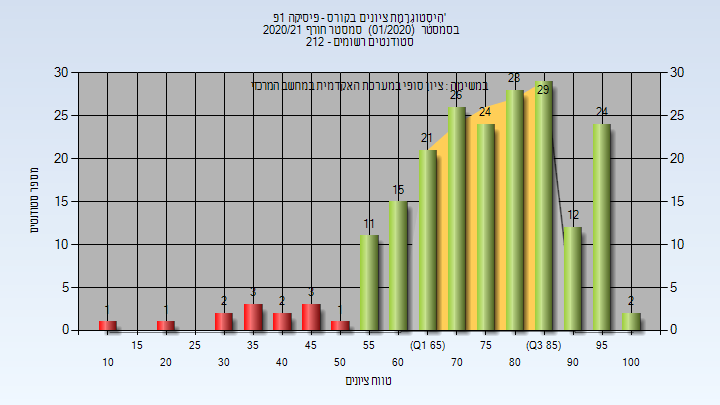 'היסטוגרמת ציונים בקורס - פיסיקה 1פ
בסמסטר (01/2020) סמסטר חורף 2020/21
סטודנטים רשומים - 212
במשימה : ציון סופי במערכת האקדמית במחשב המרכזי
מספר סטודנטים
30 25 20 15 10 5 0
1 1 2 3 2 3 1 11 15 21 26 24 28 29 12 24 2
30 25 20 15 10 5 0
15 25 35 45 55 (Q1 65) 75 (Q3 85) 95
10 20 30 40 50 60 70 80 90 100
טווח ציונים